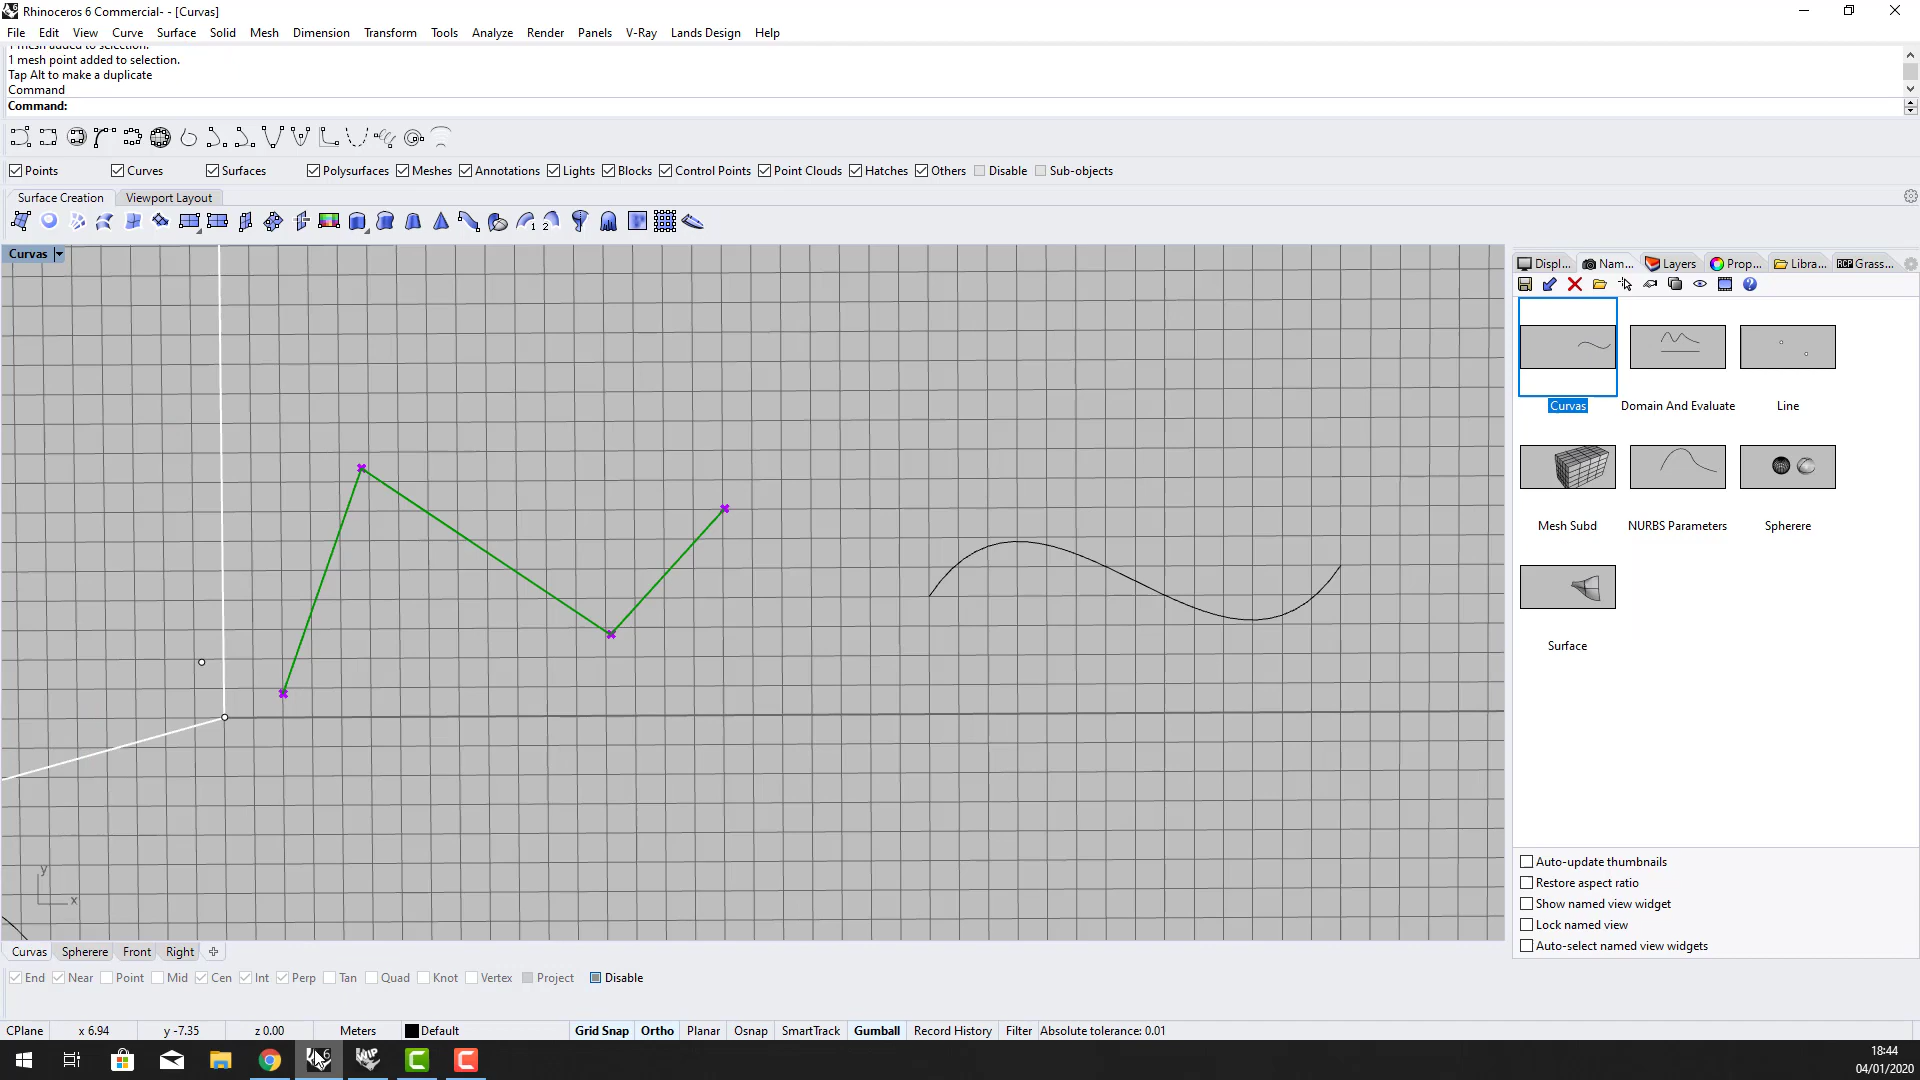 Rhinoceros 6 Commercial- - [Curvas]
File Edit View Curve Surface Solid Mesh Dimension Transform Tools Analyze Render Panels V-Ray Lands Design Help
1 mesh added to selection.
1 mesh point added to selection.
Tap Alt to make a duplicate
Command
Command:
Points Curves Surfaces Polysurfaces Meshes Annotations Lights Blocks Control Points Point Clouds Hatches Others Disable Sub-objects
Surface Creation Viewport Layout
1 2
Curvas
Displ... Nam... Layers Prop... Libra... Grass...
Curvas Domain And Evaluate Line
Mesh Subd NURBS Parameters Spherere
Surface
Auto-update thumbnails
Restore aspect ratio
Show named view widget
Lock named view
Auto-select named view widgets
y
x
Curvas Spherere Front Right
End Near Point Mid Cen Int Perp Tan Quad Knot Vertex Project Disable
CPlane x 6.94 y -7.35 z 0.00 Meters Default Grid Snap Ortho Planar Osnap SmartTrack Gumball Record History Filter Absolute tolerance: 0.01
18:44
04/01/2020